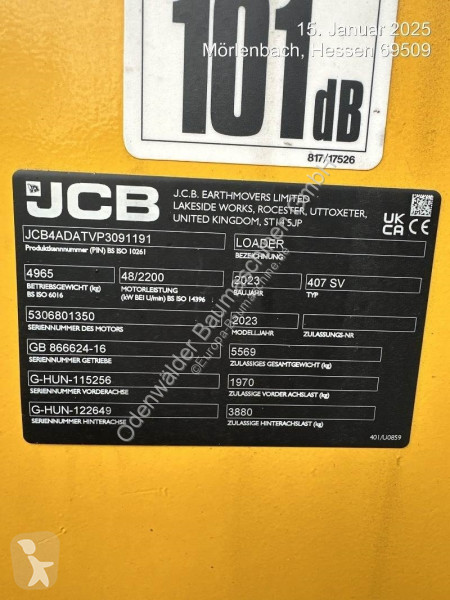 15. Januar 2025
Mörlenbach, Hessen 69509
101dB
817/17526
JCB
J.C.B. EARTHMOVERS LIMITED
LAKESIDE WORKS, ROCESTER, UTTOXETER,
UNITED KINGDOM, ST14 5JP
UK
CA CE
JCB4ADATVP3091191
Produktkannnummer (PIN) BS ISO 10261
LOADER
BEZEICHNUNG
4965
BETRIEBSGEWICHT (kg)
BS ISO 6016
48/2200
MOTORLEISTUNG
(kW BEI U/min) BS ISO 14396
2023
BAUJAHR
407 SV
TYP
5306801350
SERIENNUMMER DES MOTORS
2023
MODELLJAHR
ZULASSUNGS-NR
GB 866624-16
SERIENNUMMER GETRIEBE
5569
ZULÄSSIGES GESAMTGEWICHT (kg)
G-HUN-115256
SERIENNUMMER VORDERACHSE
1970
ZULÄSSIGE VORDERACHSLAST (kg)
G-HUN-122649
SERIENNUMMER HINTERACHSE
3880
ZULÄSSIGE HINTERACHSLAST (kg)
401/U0859
Odenwälder Baumaschinen GmbH